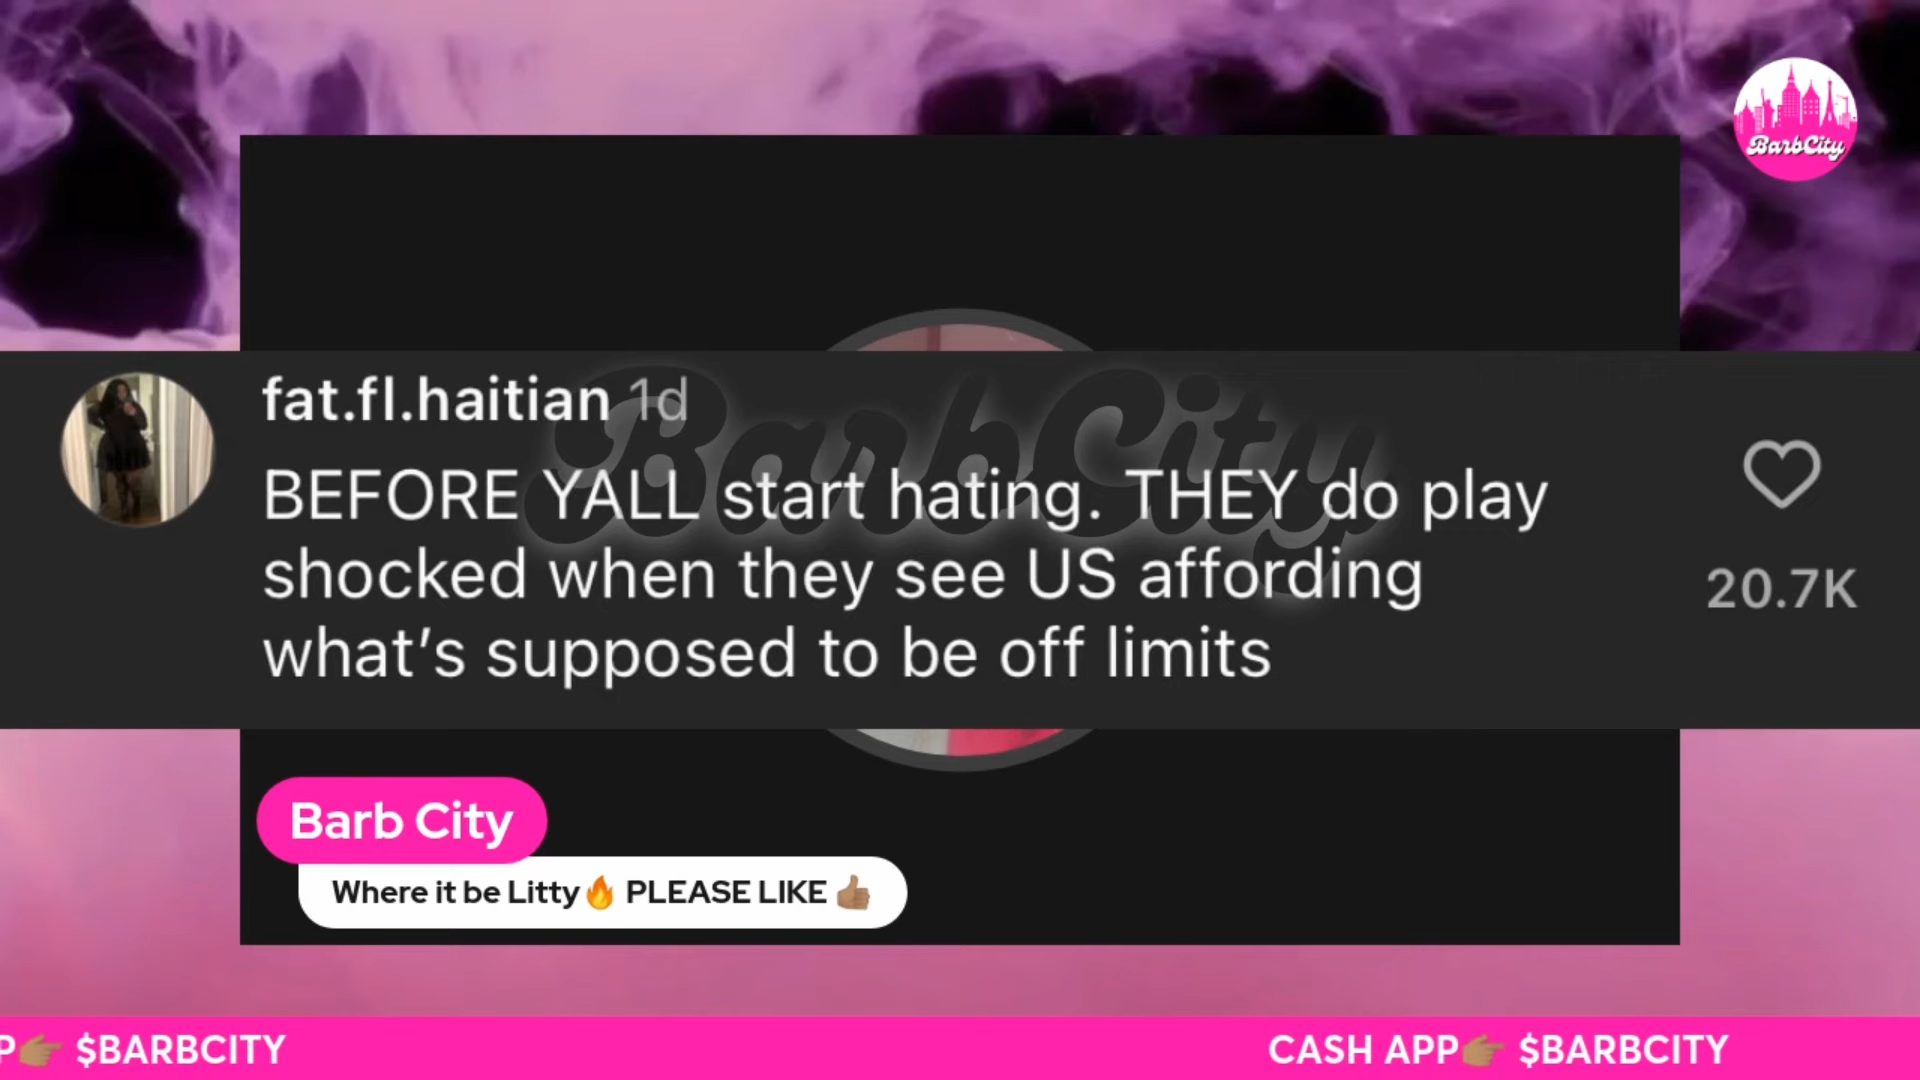 BarbCity
fat.fl.haitian 1d
BarbCity
BEFORE YALL start hating. THEY do play
shocked when they see US affording
what's supposed to be off limits
20.7K
Barb City
Where it be Litty🔥 PLEASE LIKE 👍🏽
P👉🏽 $BARBCITY
CASH APP👉🏽 $BARBCITY